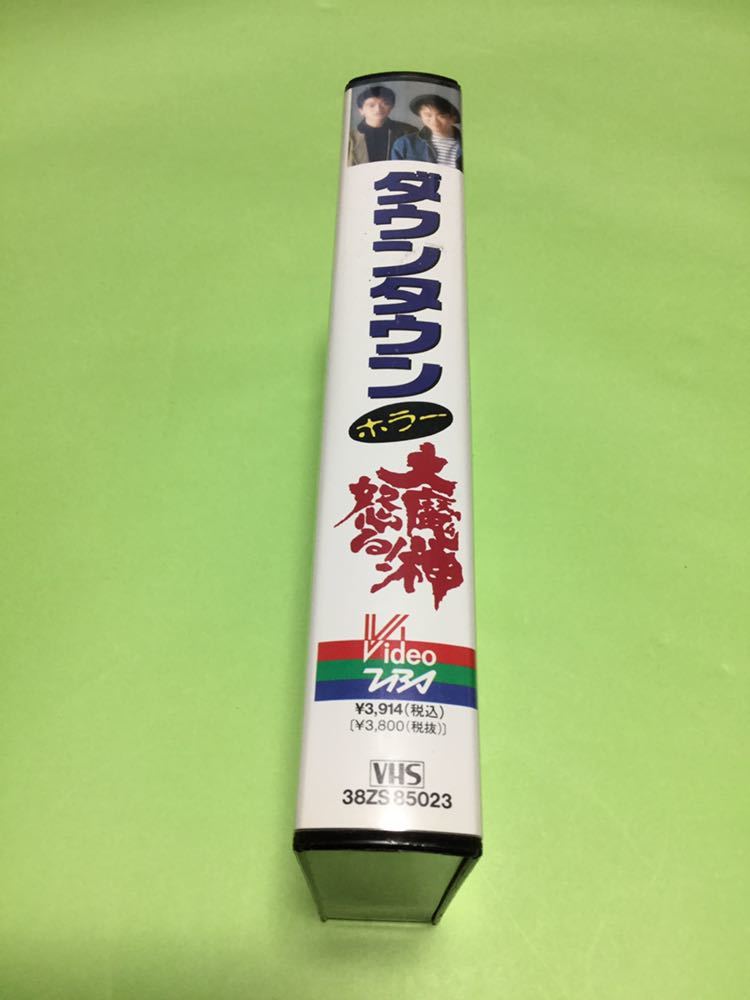 ダウンタウン
ホラー
大魔神
怒る!
Video
TBS
¥3,914(税込)
[¥3,800(税抜)]
VHS
38ZS 85023